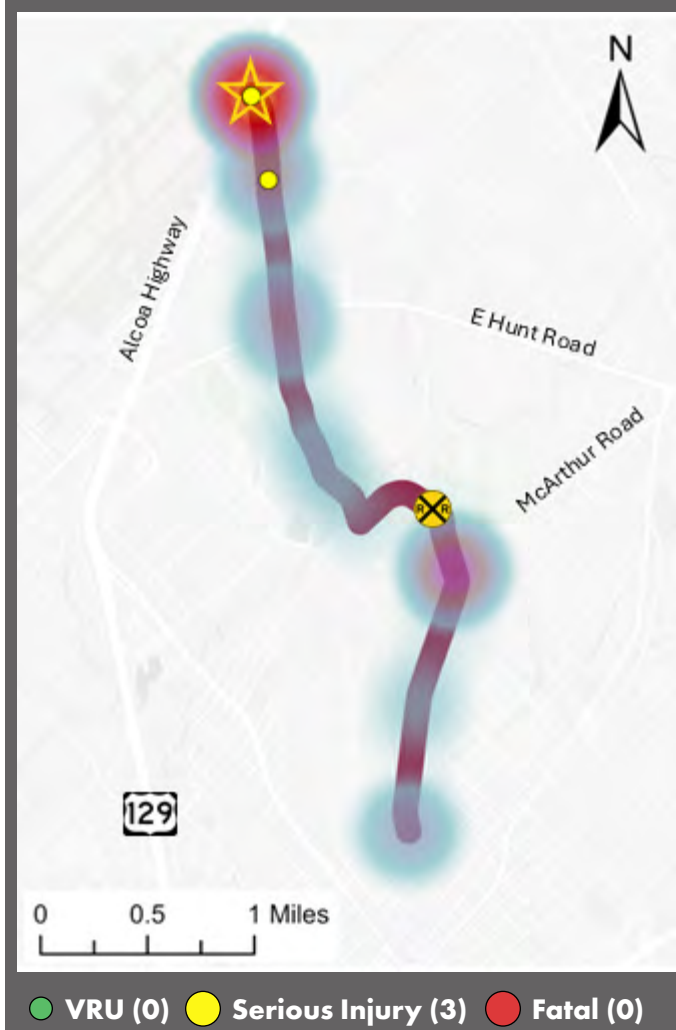 N
Alcoa Highway
E Hunt Road
McArthur Road
R R
129
0 0.5 1 Miles
VRU (0) Serious Injury (3) Fatal (0)